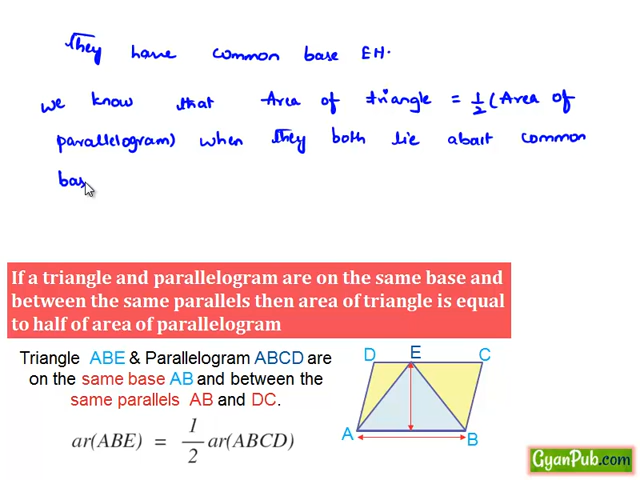 They have common base EH.
we know that Area of triangle = 1/2 (Area of
parallelogram) when they both lie about common
bas
If a triangle and parallelogram are on the same base and
between the same parallels then area of triangle is equal
to half of area of parallelogram
Triangle ABE & Parallelogram ABCD are
on the same base AB and between the
same parallels AB and DC.
ar(ABE) = 1/2 ar(ABCD)
D E C
A B
GyanPub.com